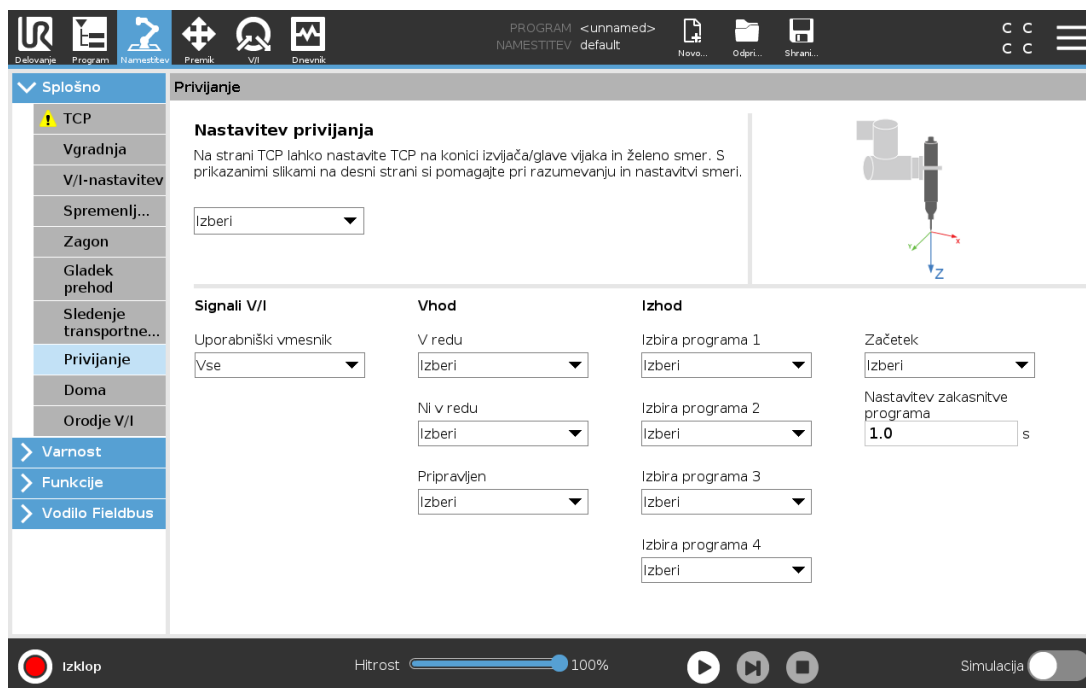 PROGRAM <unnamed>
NAMESTITEV default
C C
C C
Delovanje Program Namestitev Premik V/I Dnevnik Novo... Odpri... Shrani...
Splošno
TCP
Vgradnja
V/I-nastavitev
Spremenlj...
Zagon
Gladek
prehod
Sledenje
transportne...
Privijanje
Doma
Orodje V/I
Varnost
Funkcije
Vodilo Fieldbus
Privijanje
Nastavitev privijanja
Na strani TCP lahko nastavite TCP na konici izvijača/glave vijaka in želeno smer. S
prikazanimi slikami na desni strani si pomagajte pri razumevanju in nastavitvi smeri.
Izberi
Y
X
Z
Signali V/I
Uporabniški vmesnik
Vse
Vhod
V redu
Izberi
Ni v redu
Izberi
Pripravljen
Izberi
Izhod
Izbira programa 1
Izberi
Izbira programa 2
Izberi
Izbira programa 3
Izberi
Izbira programa 4
Izberi
Začetek
Izberi
Nastavitev zakasnitve
programa
1.0 s
Izklop
Hitrost 100%
Simulacija